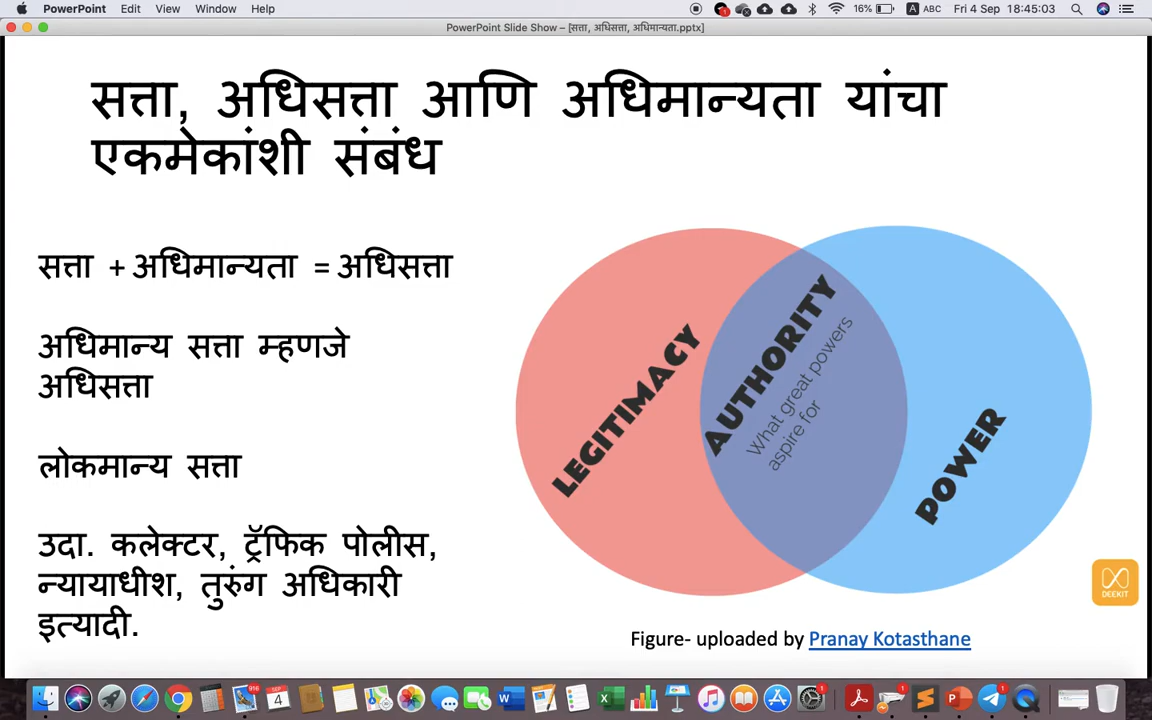 PowerPoint Edit View Window Help
16% A ABC Fri 4 Sep 18:45:03
PowerPoint Slide Show – [सत्ता, अधिसत्ता, अधिमान्यता.pptx]
सत्ता, अधिसत्ता आणि अधिमान्यता यांचा
एकमेकांशी संबंध
सत्ता + अधिमान्यता = अधिसत्ता
अधिमान्य सत्ता म्हणजे
अधिसत्ता
लोकमान्य सत्ता
उदा. कलेक्टर, ट्रॅफिक पोलीस,
न्यायाधीश, तुरुंग अधिकारी
इत्यादी.
LEGITIMACY
AUTHORITY
What great powers
aspire for
POWER
DEEKIT
Figure- uploaded by Pranay Kotasthane